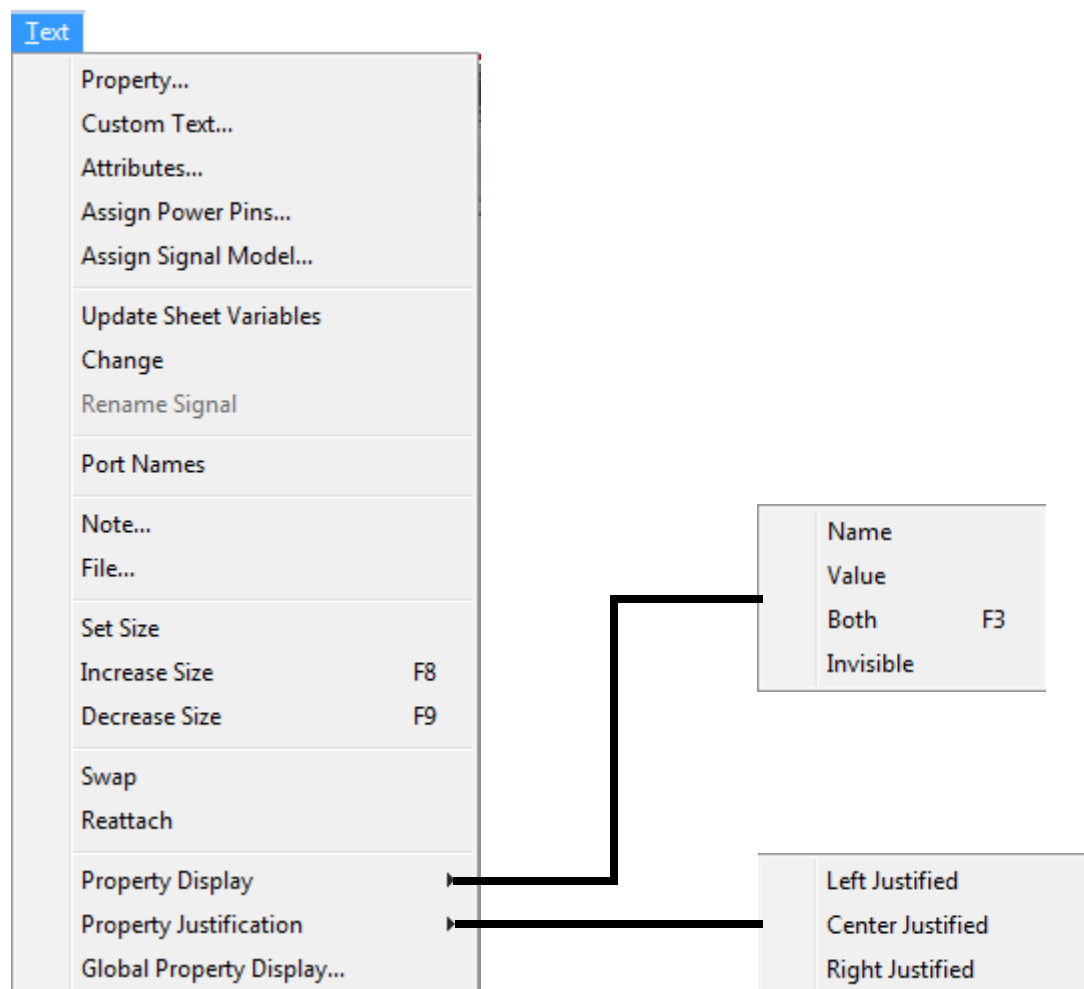 Text
Property...
Custom Text...
Attributes...
Assign Power Pins...
Assign Signal Model...
Update Sheet Variables
Change
Rename Signal
Port Names
Note...
File...
Set Size
Increase Size F8
Decrease Size F9
Swap
Reattach
Property Display
Property Justification
Global Property Display...
Name
Value
Both F3
Invisible
Left Justified
Center Justified
Right Justified